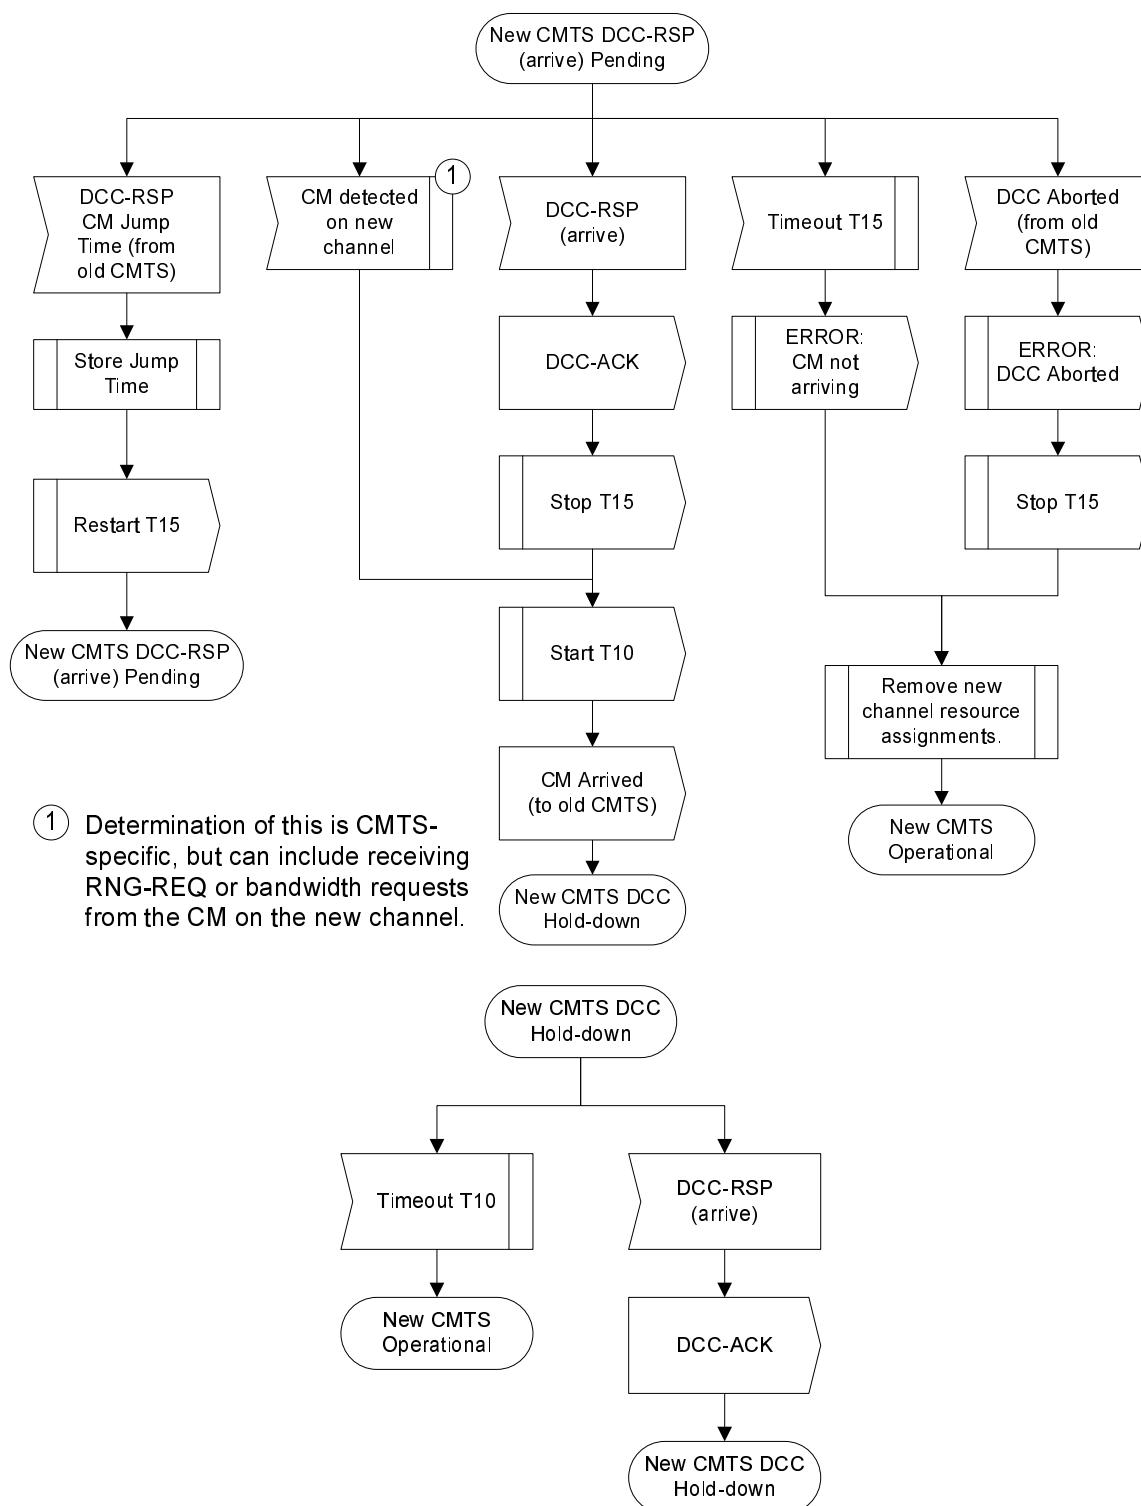 New CMTS DCC-RSP
(arrive) Pending
DCC-RSP
CM Jump
Time (from
old CMTS)
CM detected
on new
channel
1
DCC-RSP
(arrive)
Timeout T15
DCC Aborted
(from old
CMTS)
Store Jump
Time
DCC-ACK
ERROR:
CM not
arriving
ERROR:
DCC Aborted
Restart T15
Stop T15
Stop T15
New CMTS DCC-RSP
(arrive) Pending
Start T10
Remove new
channel resource
assignments.
CM Arrived
(to old CMTS)
New CMTS
Operational
1 Determination of this is CMTS-
specific, but can include receiving
RNG-REQ or bandwidth requests
from the CM on the new channel.
New CMTS DCC
Hold-down
New CMTS DCC
Hold-down
Timeout T10
DCC-RSP
(arrive)
New CMTS
Operational
DCC-ACK
New CMTS DCC
Hold-down